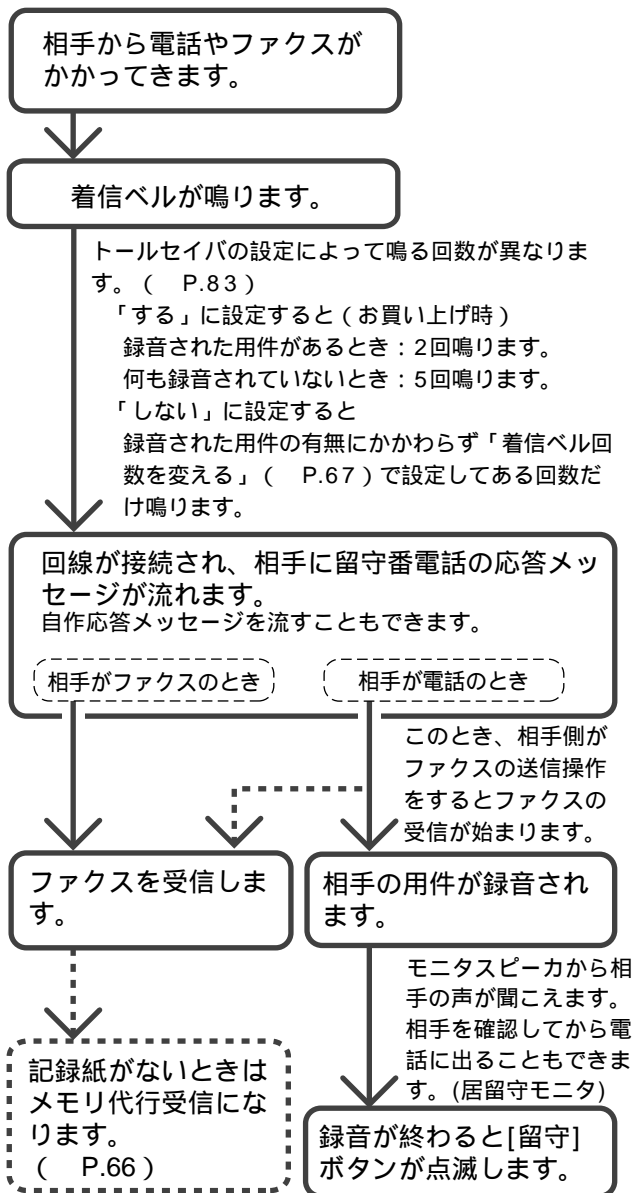 相手から電話やファクスが
かかってきます。
着信ベルが鳴ります。
トールセイバの設定によって鳴る回数が異なりま
す。（　P.83）
「する」に設定すると（お買い上げ時）
録音された用件があるとき：2回鳴ります。
何も録音されていないとき：5回鳴ります。
「しない」に設定すると
録音された用件の有無にかかわらず「着信ベル回
数を変える」（　P.67）で設定してある回数だ
け鳴ります。
回線が接続され、相手に留守番電話の応答メッ
セージが流れます。
自作応答メッセージを流すこともできます。
相手がファクスのとき
相手が電話のとき
このとき、相手側が
ファクスの送信操作
をするとファクスの
受信が始まります。
ファクスを受信しま
す。
相手の用件が録音され
ます。
モニタスピーカから相
手の声が聞こえます。
相手を確認してから電
話に出ることもできま
す。(居留守モニタ)
記録紙がないときは
メモリ代行受信にな
ります。
（　P.66）
録音が終わると[留守]
ボタンが点滅します。